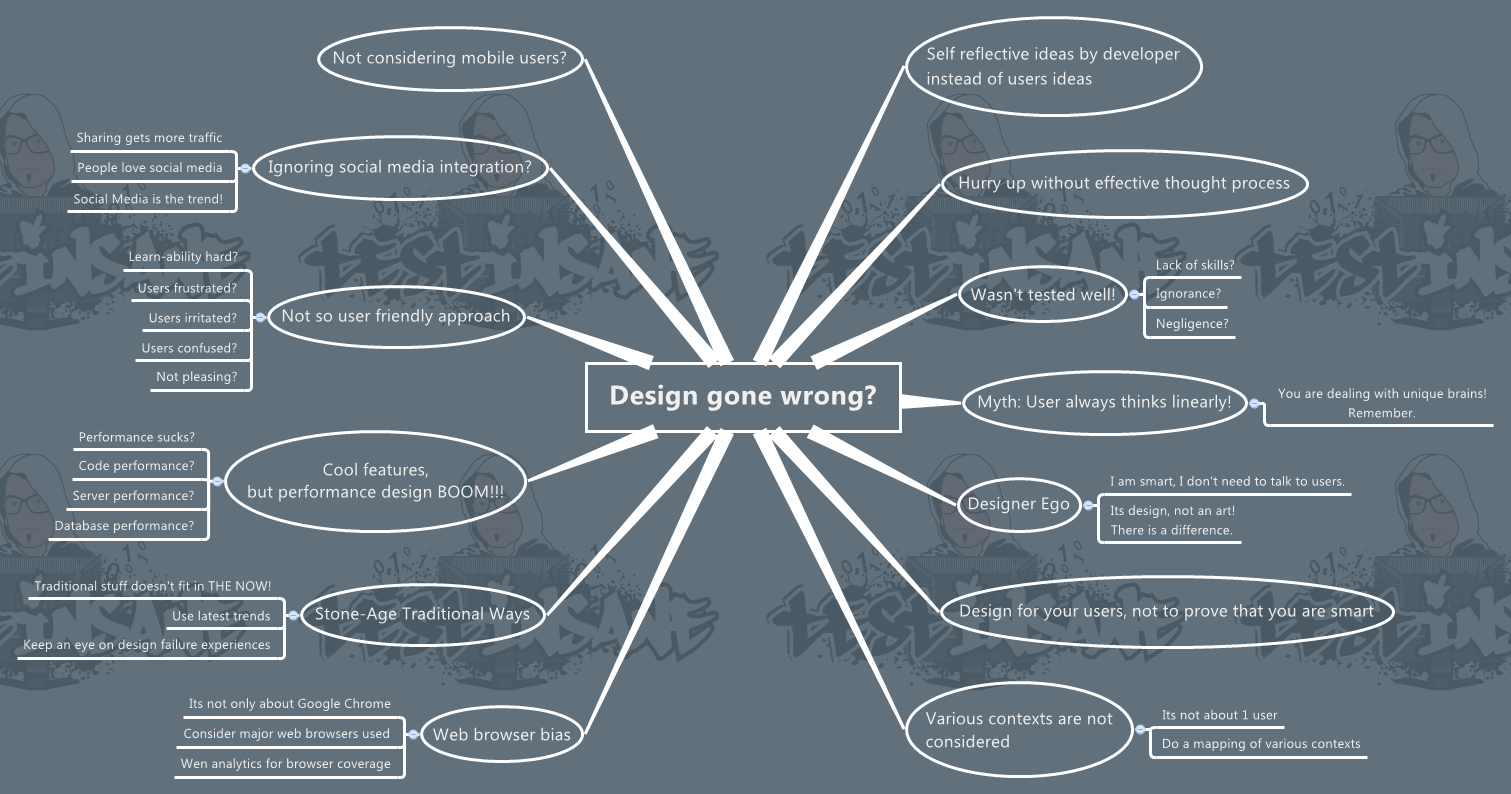 Design gone wrong?
Not considering mobile users?
Ignoring social media integration?
Sharing gets more traffic
People love social media
Social Media is the trend!
Not so user friendly approach
Learn-ability hard?
Users frustrated?
Users irritated?
Users confused?
Not pleasing?
Cool features,
but performance design BOOM!!!
Performance sucks?
Code performance?
Server performance?
Database performance?
Stone-Age Traditional Ways
Traditional stuff doesn't fit in THE NOW!
Use latest trends
Keep an eye on design failure experiences
Web browser bias
Its not only about Google Chrome
Consider major web browsers used
Wen analytics for browser coverage
Self reflective ideas by developer
instead of users ideas
Hurry up without effective thought process
Wasn't tested well!
Lack of skills?
Ignorance?
Negligence?
Myth: User always thinks linearly!
You are dealing with unique brains!
Remember.
Designer Ego
I am smart, I don't need to talk to users.
Its design, not an art!
There is a difference.
Design for your users, not to prove that you are smart
Various contexts are not
considered
Its not about 1 user
Do a mapping of various contexts
TEST INSANE